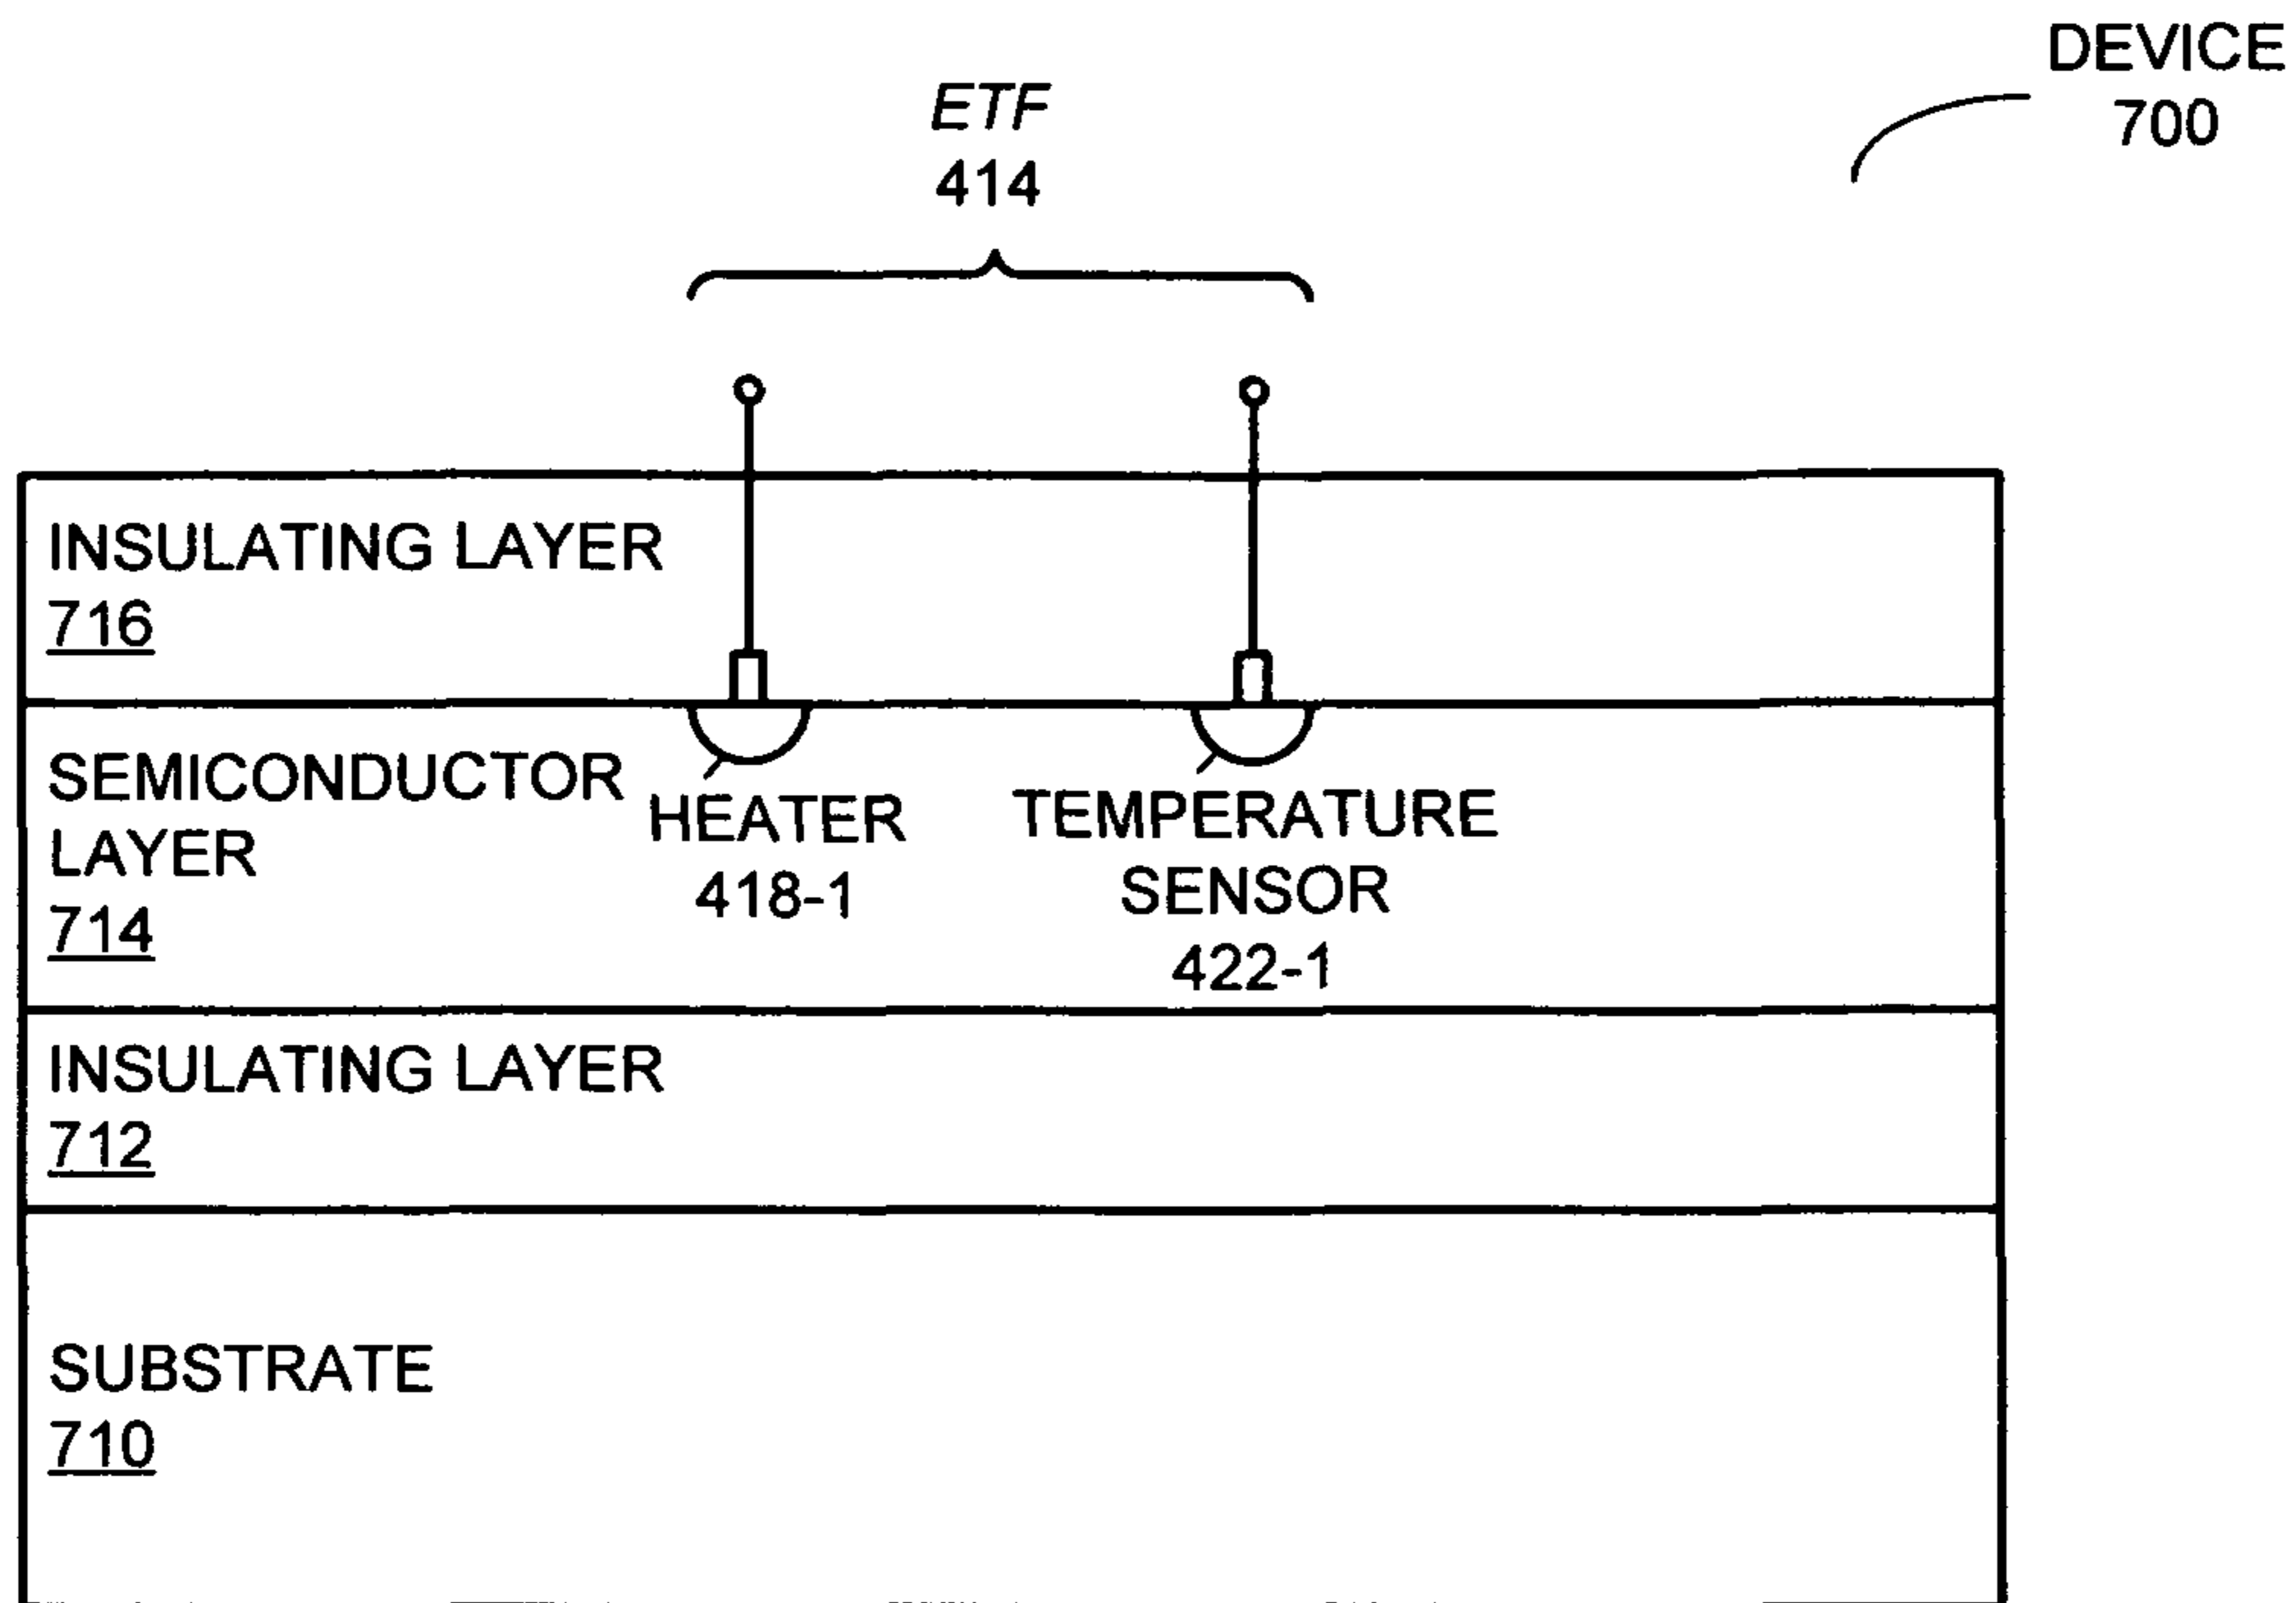 DEVICE
700
ETF
414
INSULATING LAYER
716
SEMICONDUCTOR
LAYER
714
HEATER
418-1
TEMPERATURE
SENSOR
422-1
INSULATING LAYER
712
SUBSTRATE
710